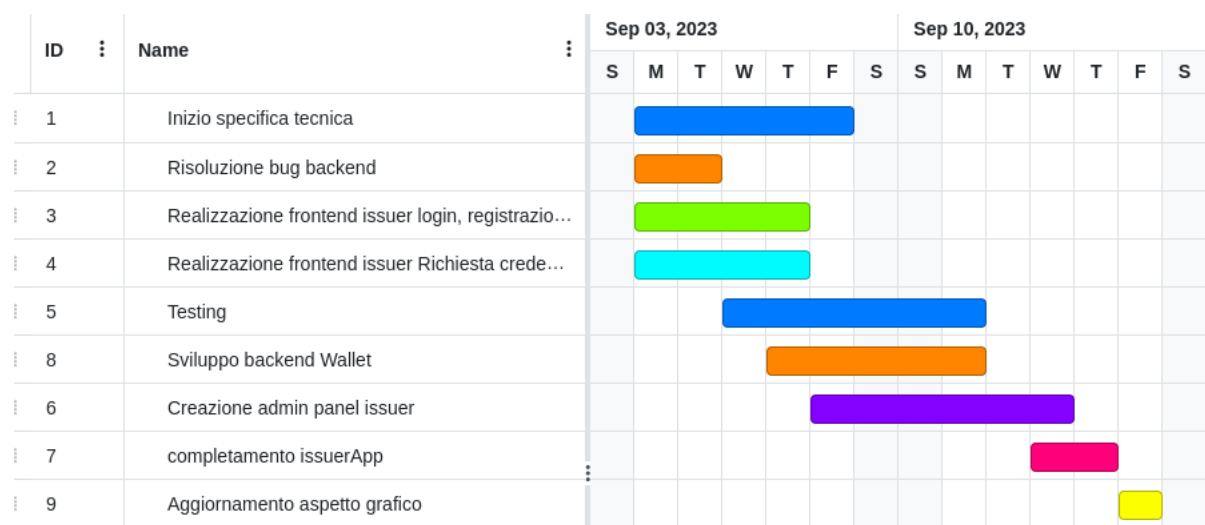 Sep 03, 2023 Sep 10, 2023
ID Name
S M T W T F S S M T W T F S
1 Inizio specifica tecnica
2 Risoluzione bug backend
3 Realizzazione frontend issuer login, registrazio...
4 Realizzazione frontend issuer Richiesta crede...
5 Testing
8 Sviluppo backend Wallet
6 Creazione admin panel issuer
7 completamento issuerApp
9 Aggiornamento aspetto grafico